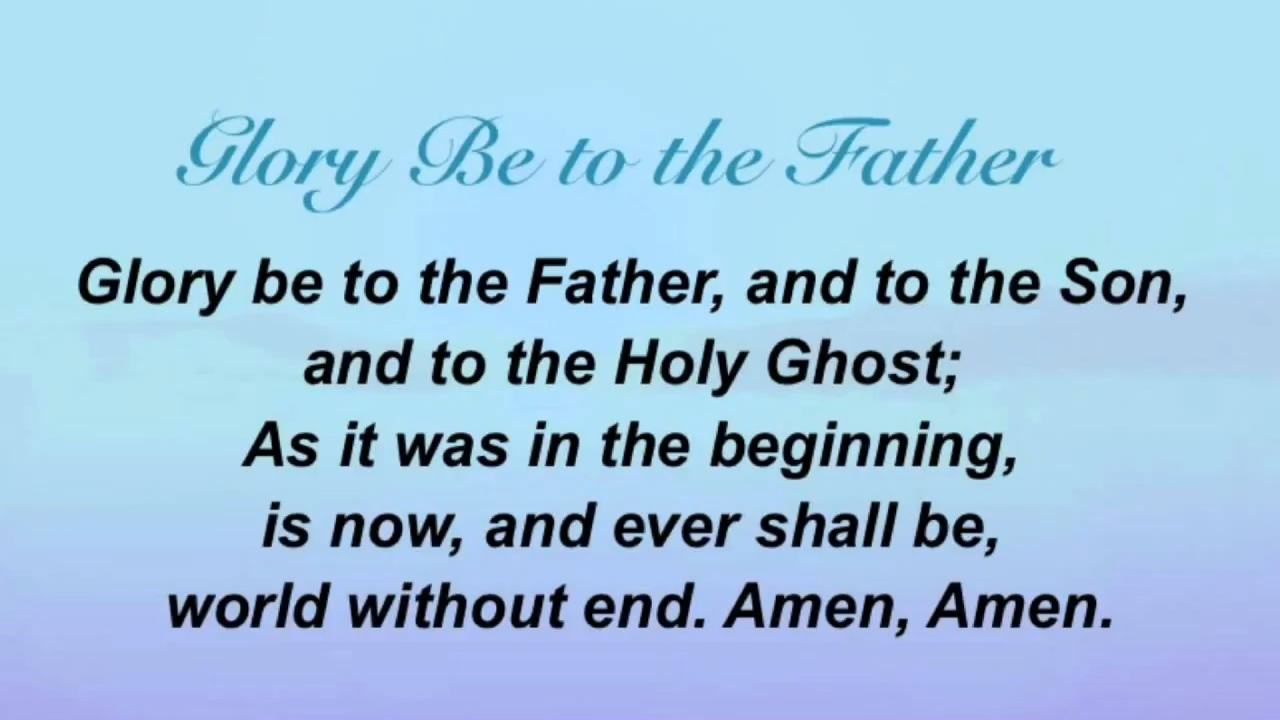 Glory Be to the Father
Glory be to the Father, and to the Son,
and to the Holy Ghost;
As it was in the beginning,
is now, and ever shall be,
world without end. Amen, Amen.